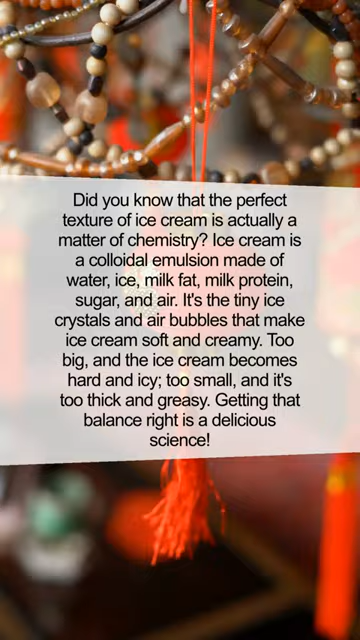 Did you know that the perfect
texture of ice cream is actually a
matter of chemistry? Ice cream is
a colloidal emulsion made of
water, ice, milk fat, milk protein,
sugar, and air. It's the tiny ice
crystals and air bubbles that make
ice cream soft and creamy. Too
big, and the ice cream becomes
hard and icy; too small, and it's
too thick and greasy. Getting that
balance right is a delicious
science!